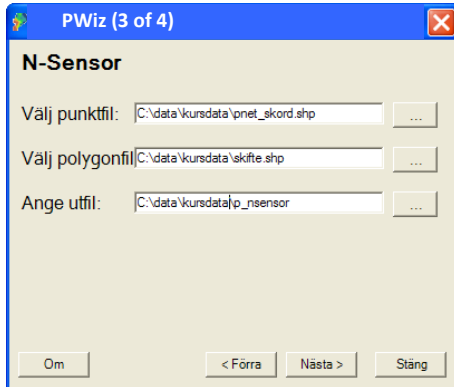 PWiz (3 of 4)
N-Sensor
Välj punktfil: C:\data\kursdata\pnet_skord.shp ...
Välj polygonfil C:\data\kursdata\skifte.shp ...
Ange utfil: C:\data\kursdata\p_nsensor ...
Om < Förra Nästa > Stäng